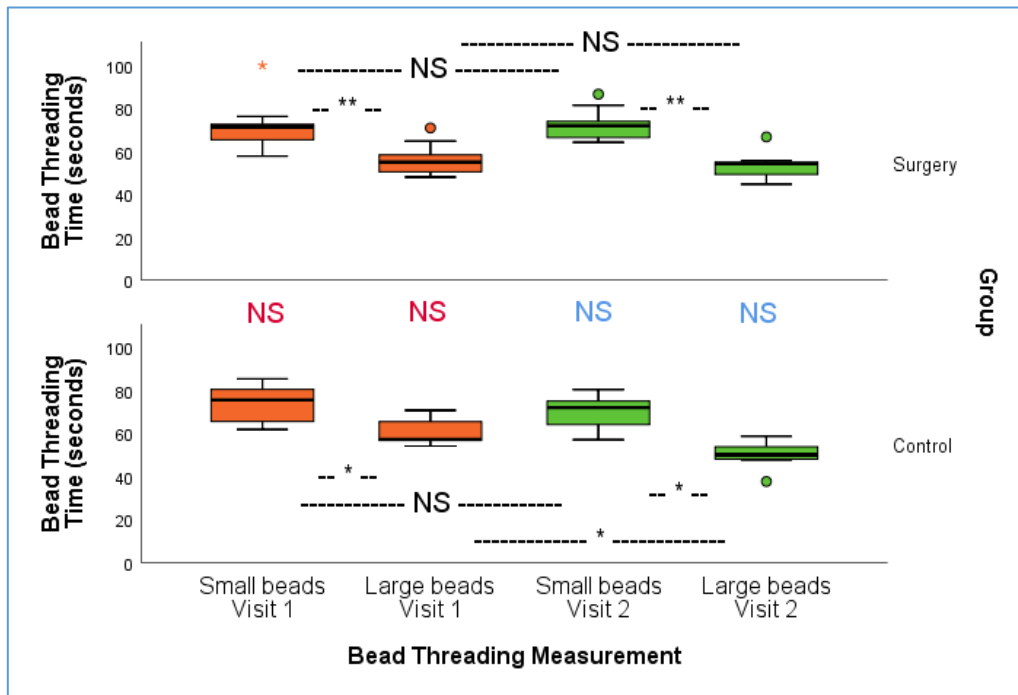 NS
NS
**
**
100
80
60
40
20
0
Bead Threading
Time (seconds)
Surgery
Group
NS
NS
NS
NS
100
80
60
40
20
0
Bead Threading
Time (seconds)
Control
*
*
NS
*
Small beads
Visit 1
Large beads
Visit 1
Small beads
Visit 2
Large beads
Visit 2
Bead Threading Measurement